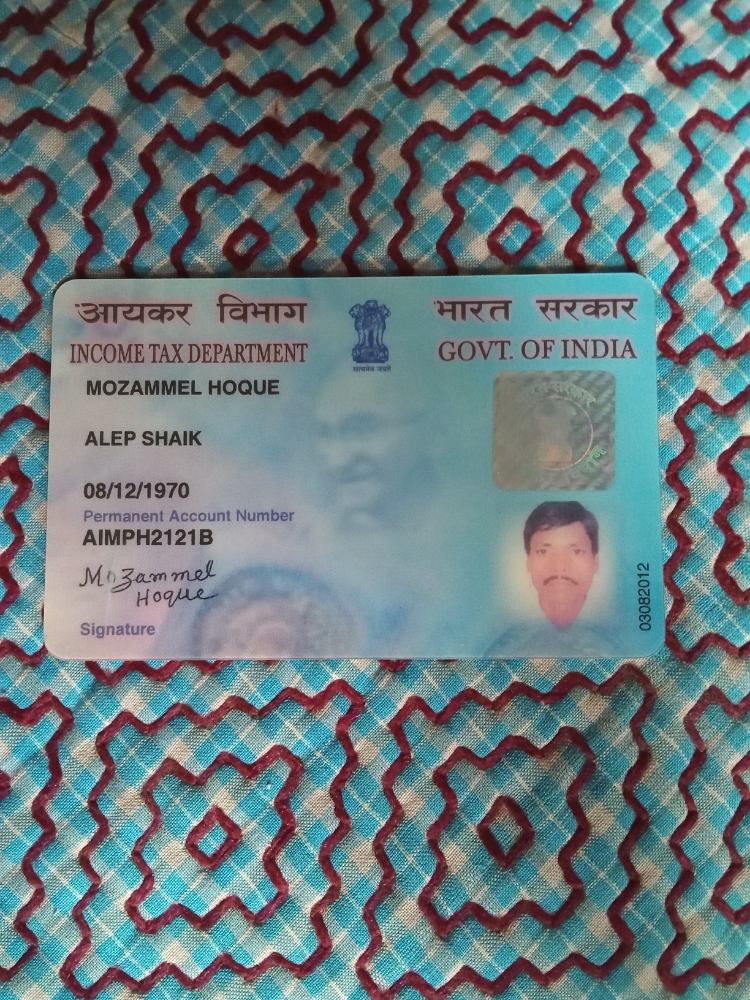 आयकर विभाग
INCOME TAX DEPARTMENT
सत्यमेव जयते
भारत सरकार
GOVT. OF INDIA
MOZAMMEL HOQUE
ALEP SHAIK
08/12/1970
Permanent Account Number
AIMPH2121B
Mozammel
Hoque
Signature
03082012